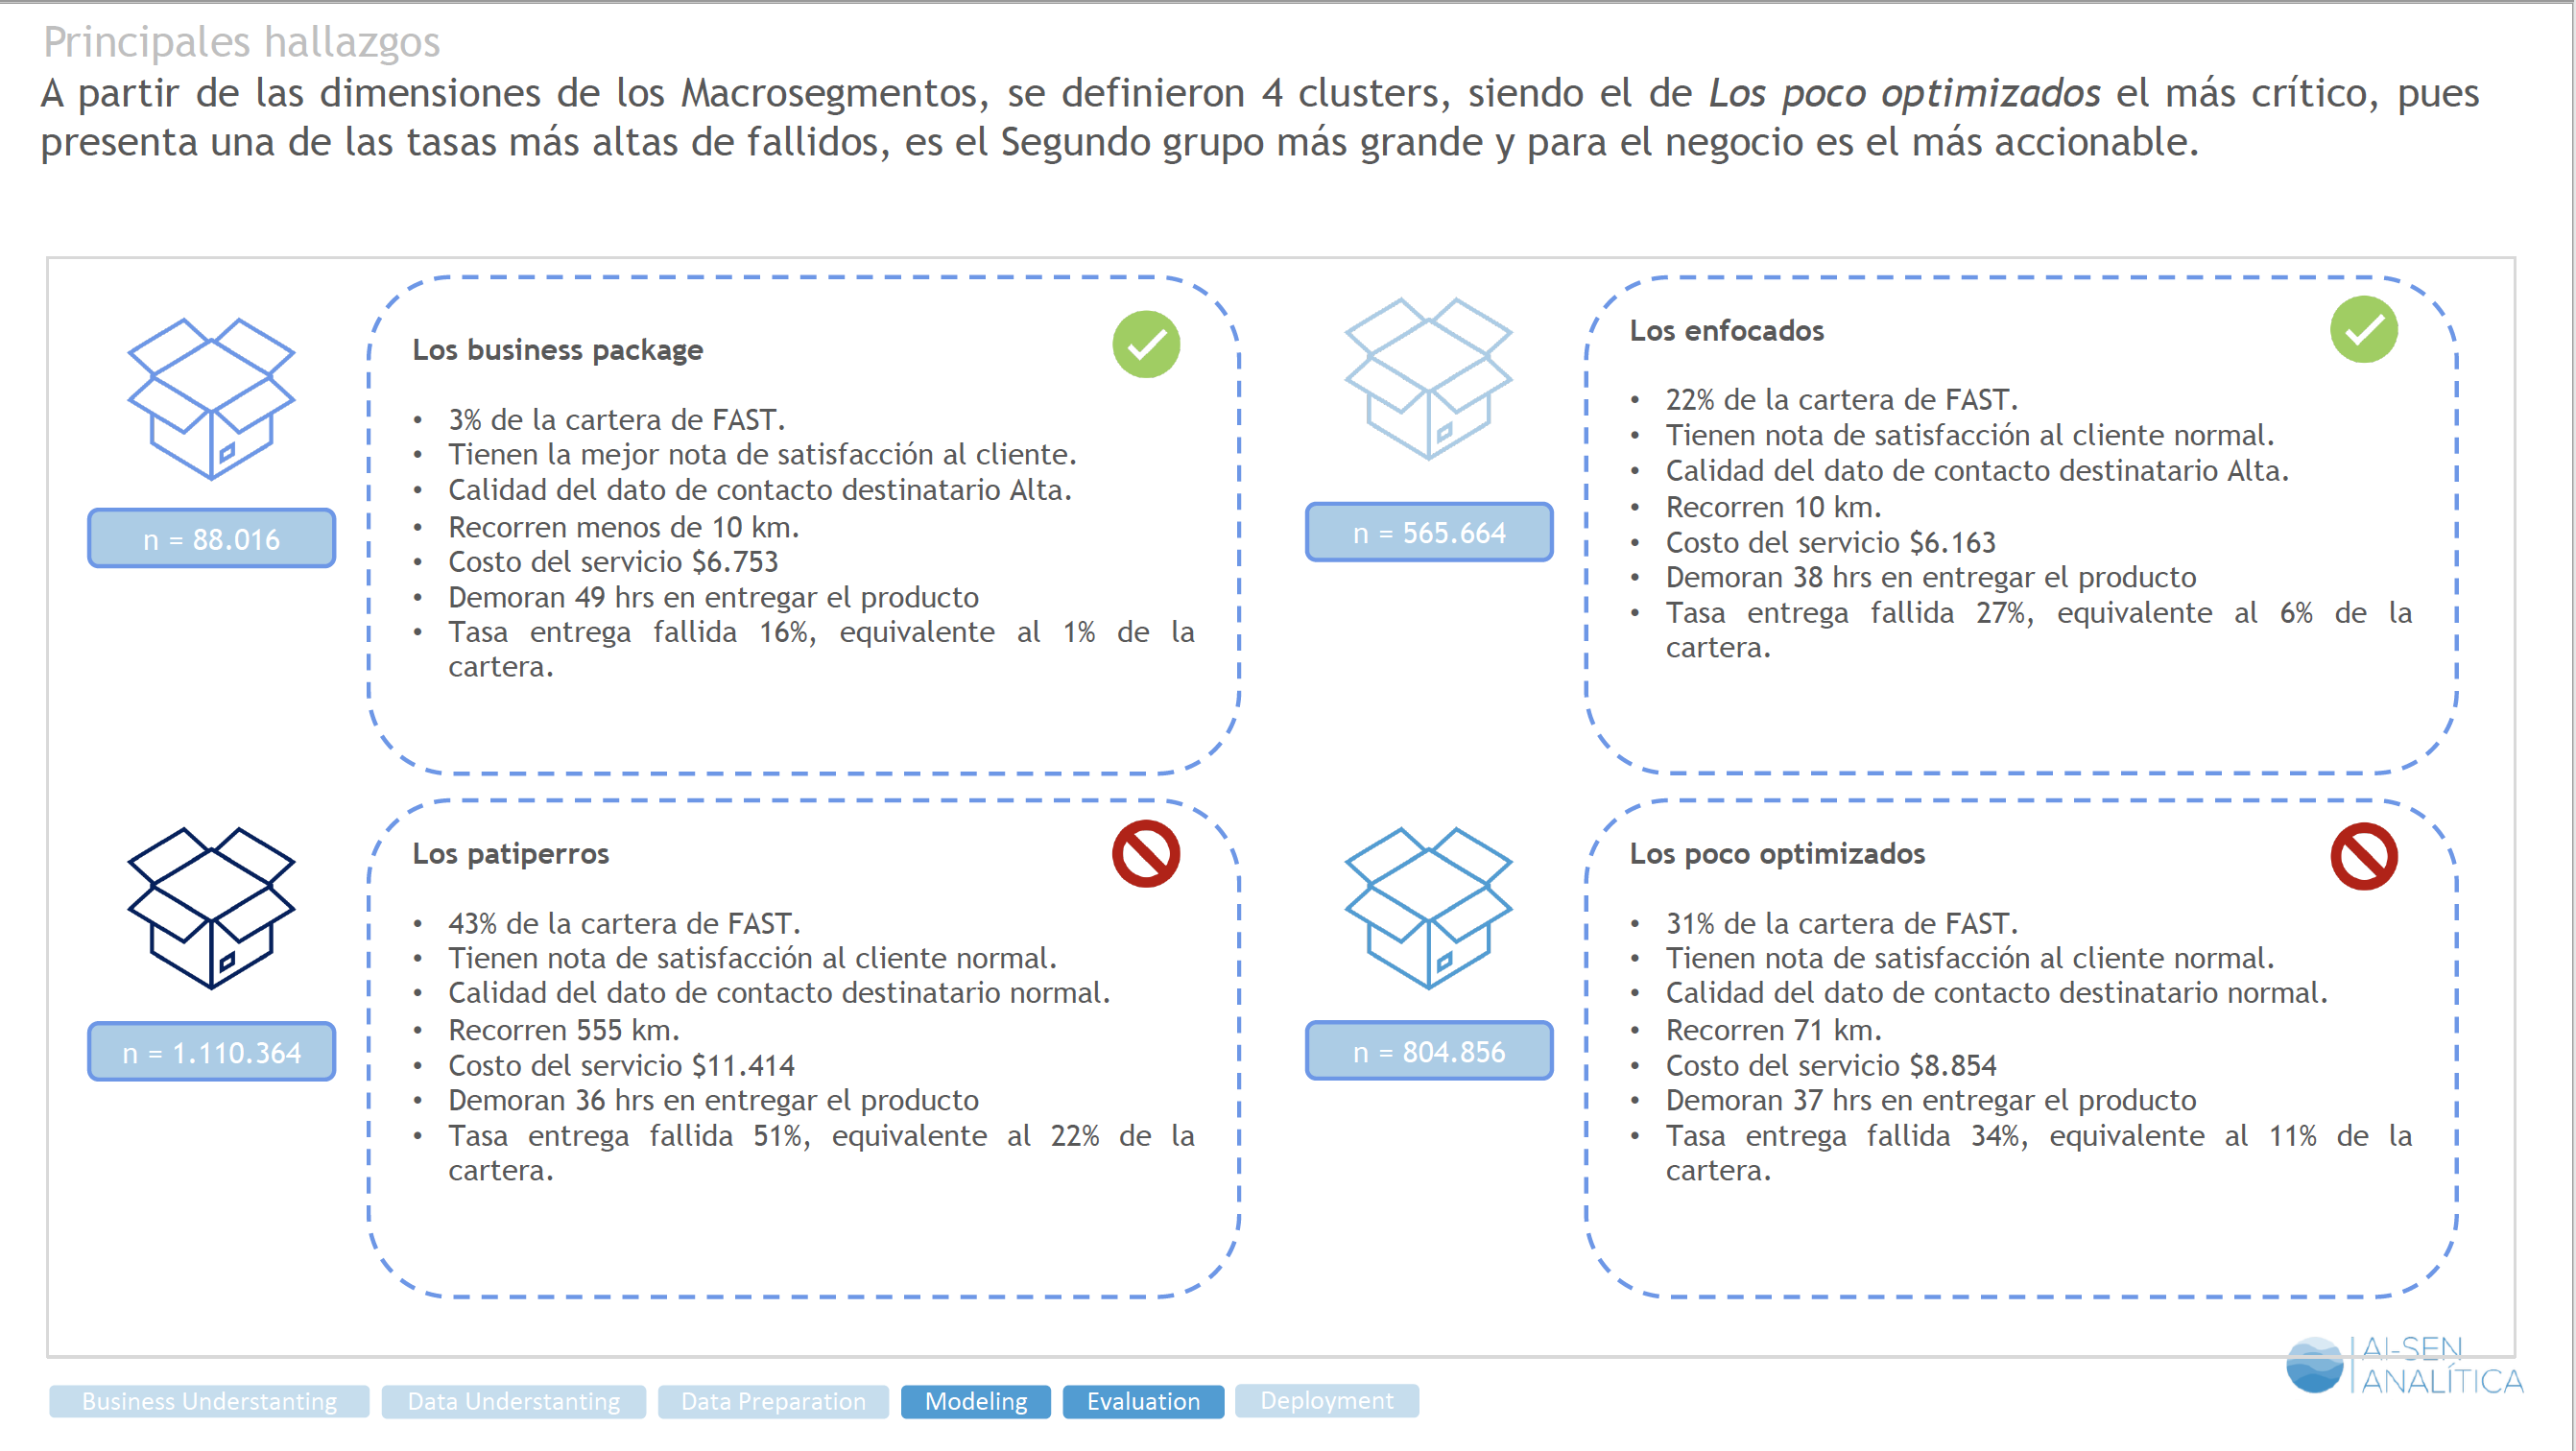 Principales hallazgos
A partir de las dimensiones de los Macrosegmentos, se definieron 4 clusters, siendo el de Los poco optimizados el más crítico, pues
presenta una de las tasas más altas de fallidos, es el Segundo grupo más grande y para el negocio es el más accionable.
n = 88.016
Los business package
• 3% de la cartera de FAST.
• Tienen la mejor nota de satisfacción al cliente.
• Calidad del dato de contacto destinatario Alta.
• Recorren menos de 10 km.
• Costo del servicio $6.753
• Demoran 49 hrs en entregar el producto
• Tasa entrega fallida 16%, equivalente al 1% de la
cartera.
n = 565.664
Los enfocados
• 22% de la cartera de FAST.
• Tienen nota de satisfacción al cliente normal.
• Calidad del dato de contacto destinatario Alta.
• Recorren 10 km.
• Costo del servicio $6.163
• Demoran 38 hrs en entregar el producto
• Tasa entrega fallida 27%, equivalente al 6% de la
cartera.
n = 1.110.364
Los patiperros
• 43% de la cartera de FAST.
• Tienen nota de satisfacción al cliente normal.
• Calidad del dato de contacto destinatario normal.
• Recorren 555 km.
• Costo del servicio $11.414
• Demoran 36 hrs en entregar el producto
• Tasa entrega fallida 51%, equivalente al 22% de la
cartera.
n = 804.856
Los poco optimizados
• 31% de la cartera de FAST.
• Tienen nota de satisfacción al cliente normal.
• Calidad del dato de contacto destinatario normal.
• Recorren 71 km.
• Costo del servicio $8.854
• Demoran 37 hrs en entregar el producto
• Tasa entrega fallida 34%, equivalente al 11% de la
cartera.
Business Understanting
Data Understanting
Data Preparation
Modeling
Evaluation
Deployment
AI-SEN
ANALÍTICA